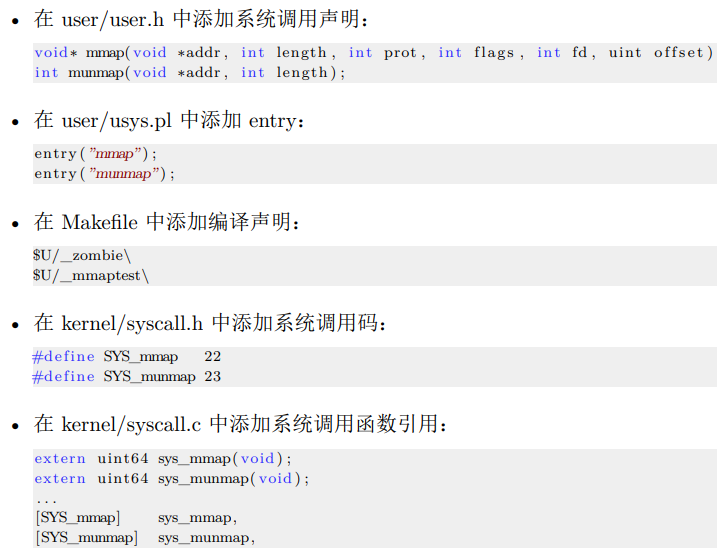 • 在 user/user.h 中添加系统调用声明：
void* mmap(void *addr, int length, int prot, int flags, int fd, uint offset)
int munmap(void *addr, int length);
• 在 user/usys.pl 中添加 entry：
entry("mmap");
entry("munmap");
• 在 Makefile 中添加编译声明：
$U/_zombie\
$U/_mmaptest\
• 在 kernel/syscall.h 中添加系统调用码：
#define SYS_mmap 22
#define SYS_munmap 23
• 在 kernel/syscall.c 中添加系统调用函数引用：
extern uint64 sys_mmap(void);
extern uint64 sys_munmap(void);
...
[SYS_mmap] sys_mmap,
[SYS_munmap] sys_munmap,